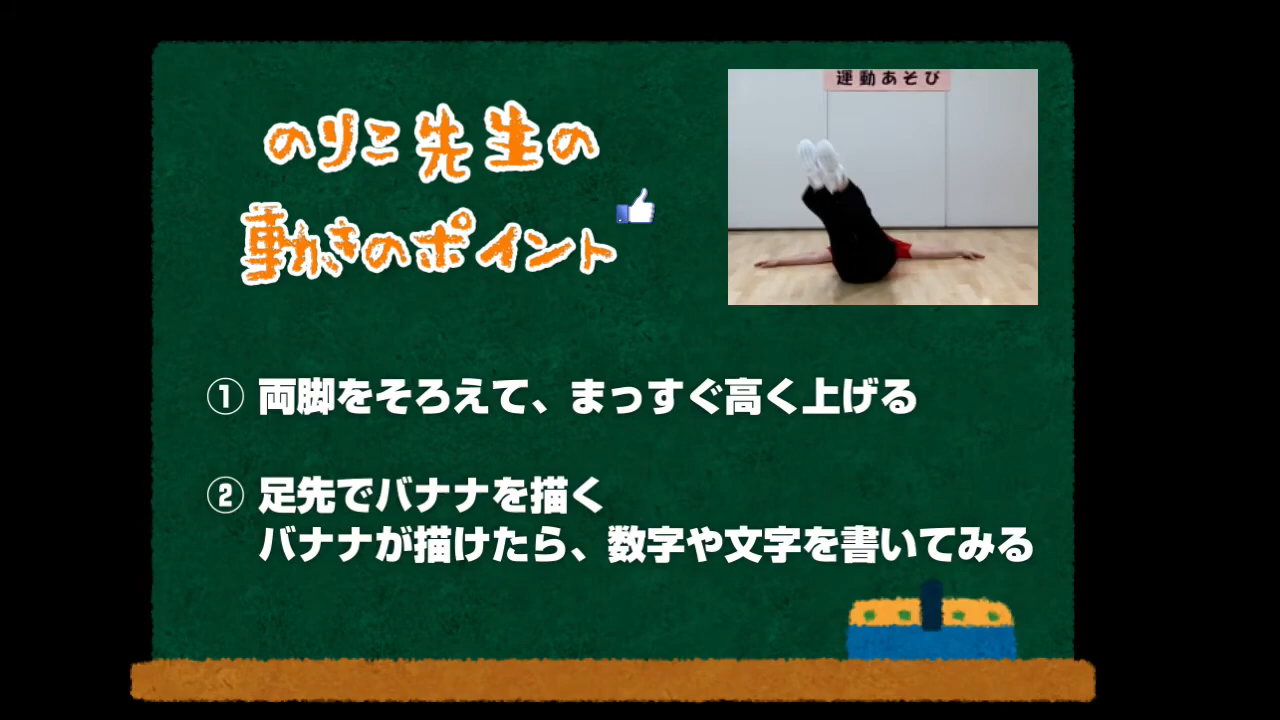 のりこ先生の
動きのポイント
運動あそび
① 両脚をそろえて、まっすぐ高く上げる
② 足先でバナナを描く
バナナが描けたら、数字や文字を書いてみる